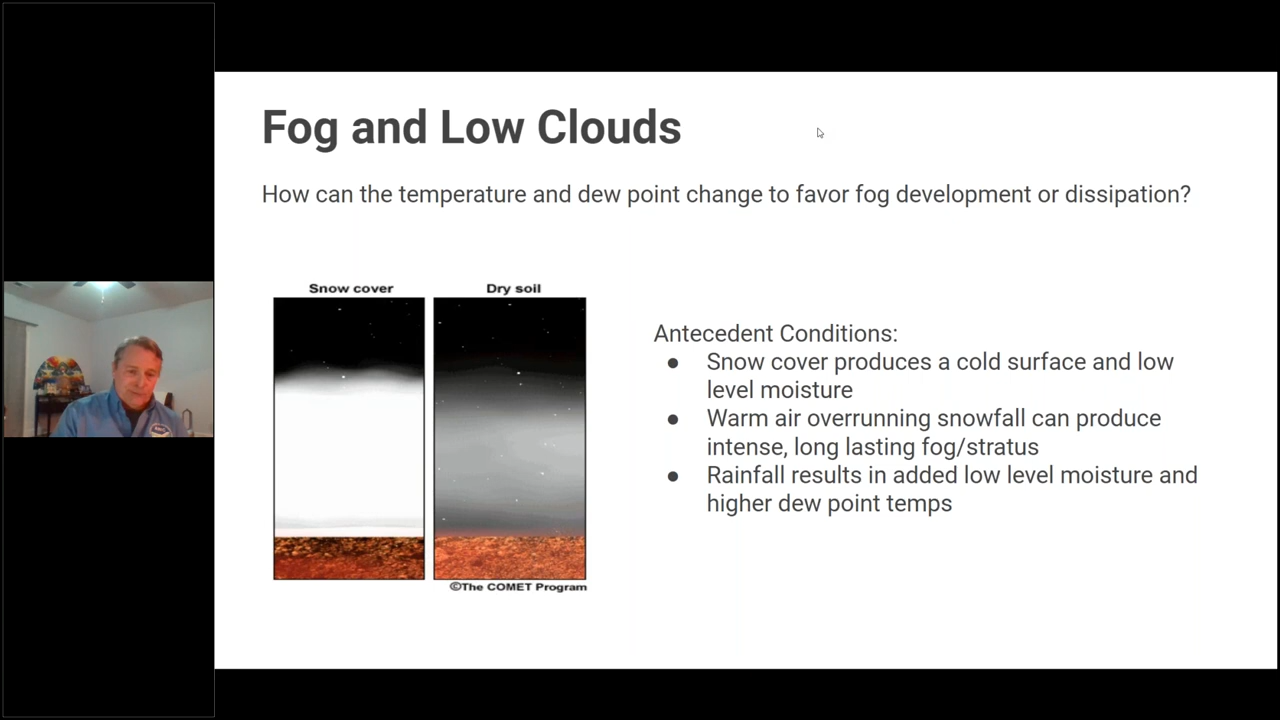 Fog and Low Clouds
How can the temperature and dew point change to favor fog development or dissipation?
Snow cover
Dry soil
©The COMET Program
Antecedent Conditions:
● Snow cover produces a cold surface and low
level moisture
● Warm air overrunning snowfall can produce
intense, long lasting fog/stratus
● Rainfall results in added low level moisture and
higher dew point temps